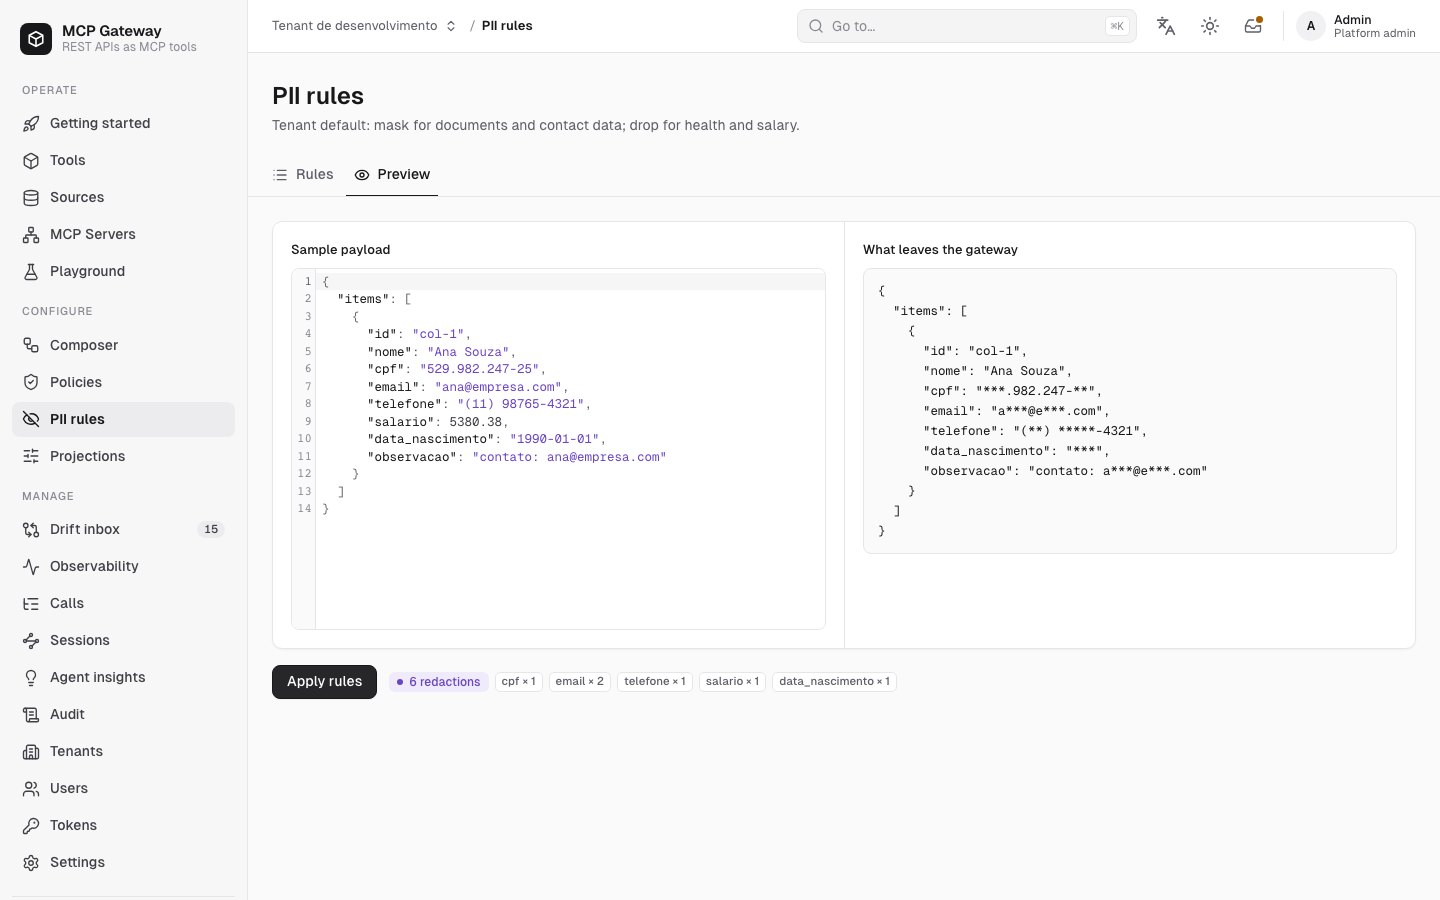 MCP Gateway
REST APIs as MCP tools
OPERATE
Getting started
Tools
Sources
MCP Servers
Playground
CONFIGURE
Composer
Policies
PII rules
Projections
MANAGE
Drift inbox 15
Observability
Calls
Sessions
Agent insights
Audit
Tenants
Users
Tokens
Settings
Tenant de desenvolvimento / PII rules
Go to… ⌘K
A
Admin
Platform admin
PII rules
Tenant default: mask for documents and contact data; drop for health and salary.
Rules Preview
Sample payload
1 {
2 "items": [
3 {
4 "id": "col-1",
5 "nome": "Ana Souza",
6 "cpf": "529.982.247-25",
7 "email": "ana@empresa.com",
8 "telefone": "(11) 98765-4321",
9 "salario": 5380.38,
10 "data_nascimento": "1990-01-01",
11 "observacao": "contato: ana@empresa.com"
12 }
13 ]
14 }
What leaves the gateway
{
"items": [
{
"id": "col-1",
"nome": "Ana Souza",
"cpf": "***.982.247-**",
"email": "a***@e***.com",
"telefone": "(**) *****-4321",
"data_nascimento": "***",
"observacao": "contato: a***@e***.com"
}
]
}
Apply rules 6 redactions cpf × 1 email × 2 telefone × 1 salario × 1 data_nascimento × 1